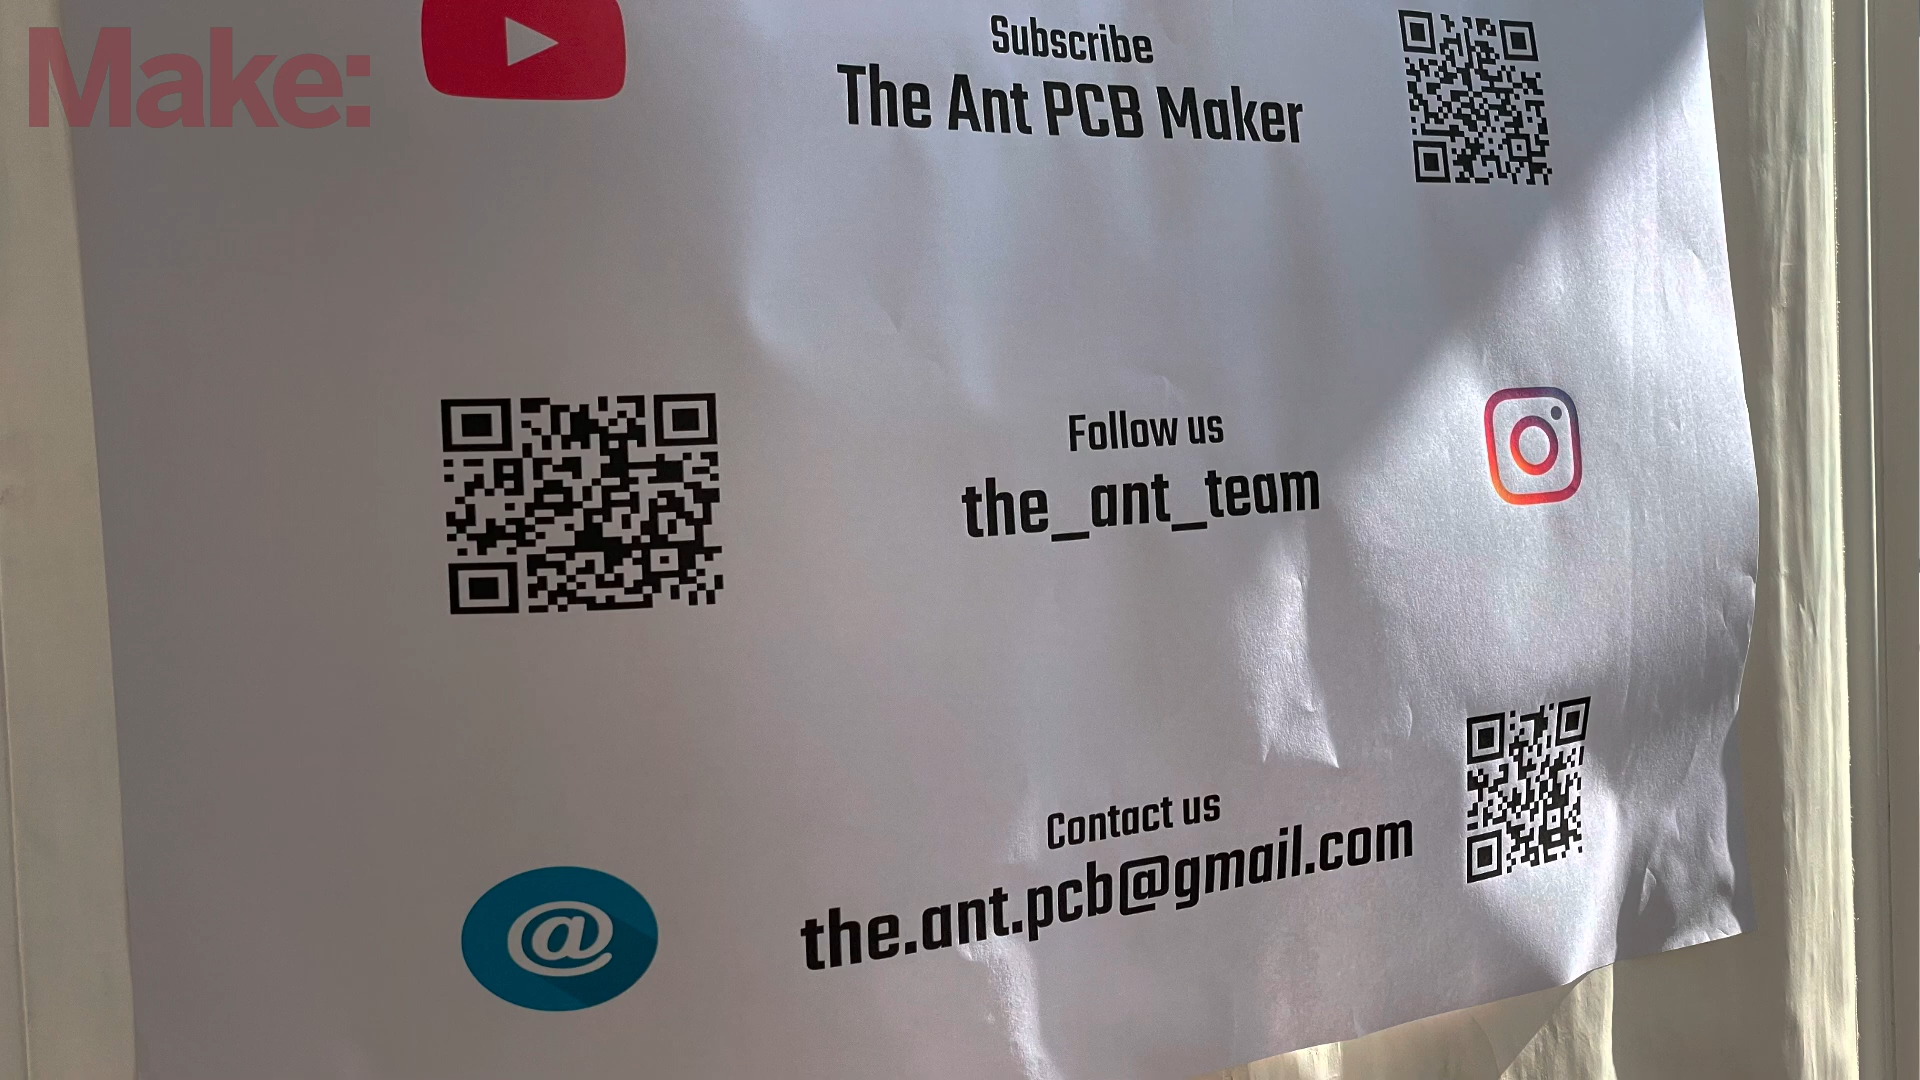 Make:
Subscribe
The Ant PCB Maker
Follow us
the_ant_team
Contact us
the.ant.pcb@gmail.com